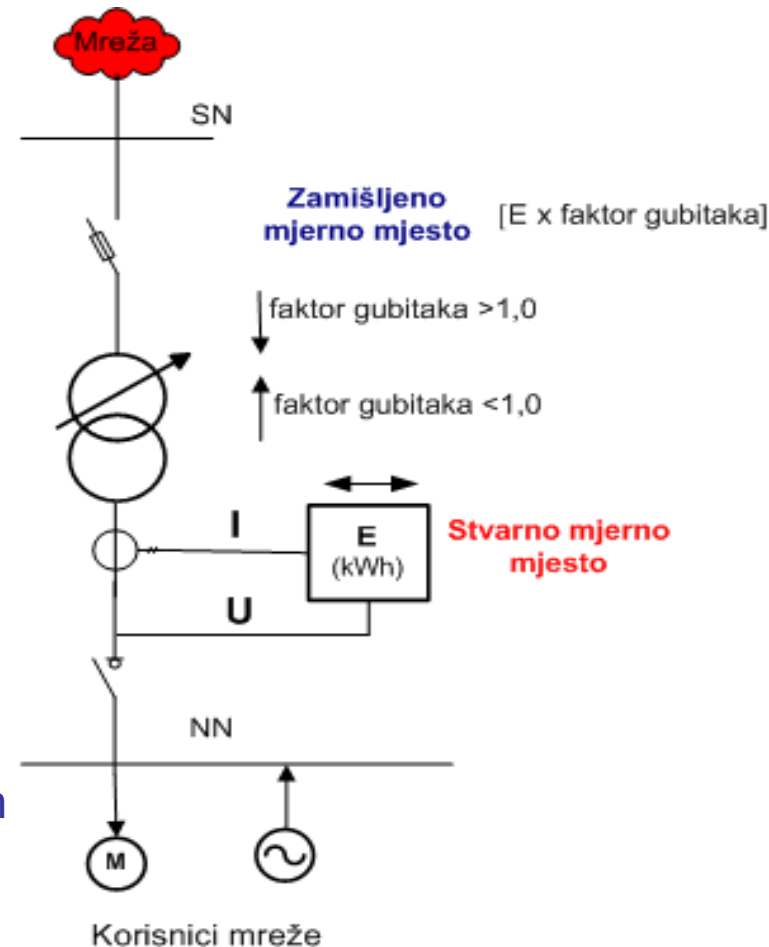 Mreža
SN
Zamišljeno
mjerno mjesto
[E x faktor gubitaka]
faktor gubitaka >1,0
faktor gubitaka <1,0
I
E
(kWh)
Stvarno mjerno
mjesto
U
NN
M
Korisnici mreže